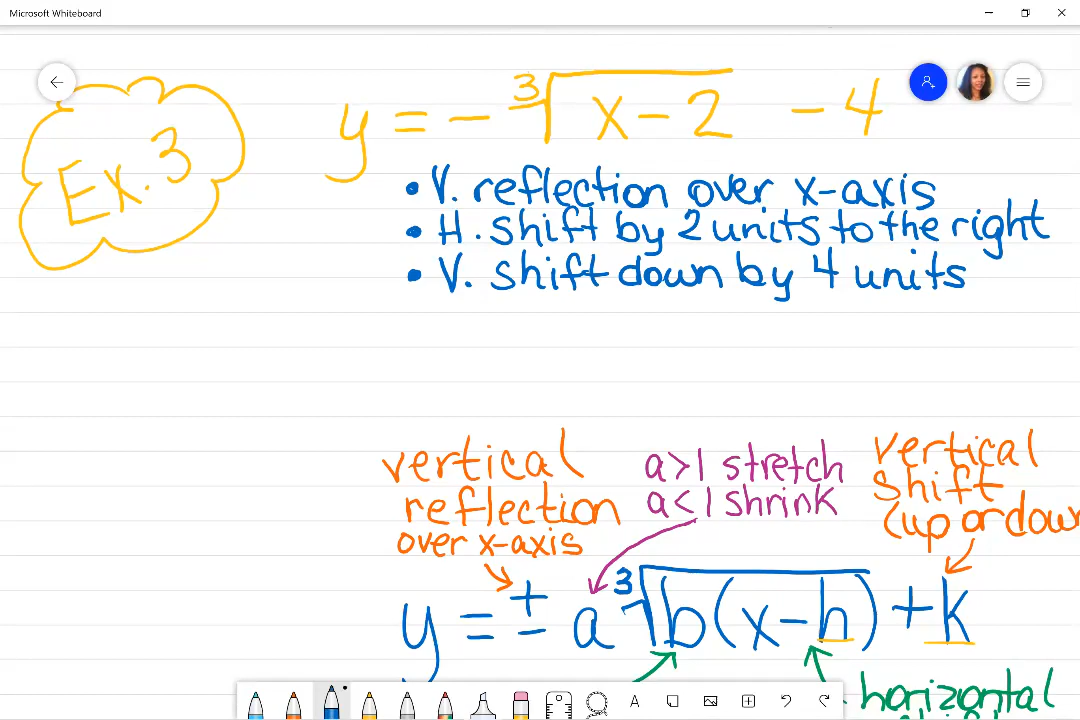 Microsoft Whiteboard
Ex. 3
y = - ∛(x - 2) - 4
• V. reflection over x-axis
• H. shift by 2 units to the right
• V. shift down by 4 units
vertical
reflection
over x-axis
a>1 stretch
a<1 shrink
vertical
shift
(up or down
y = ± a ∛(b(x-h)) + k
horizontal
A